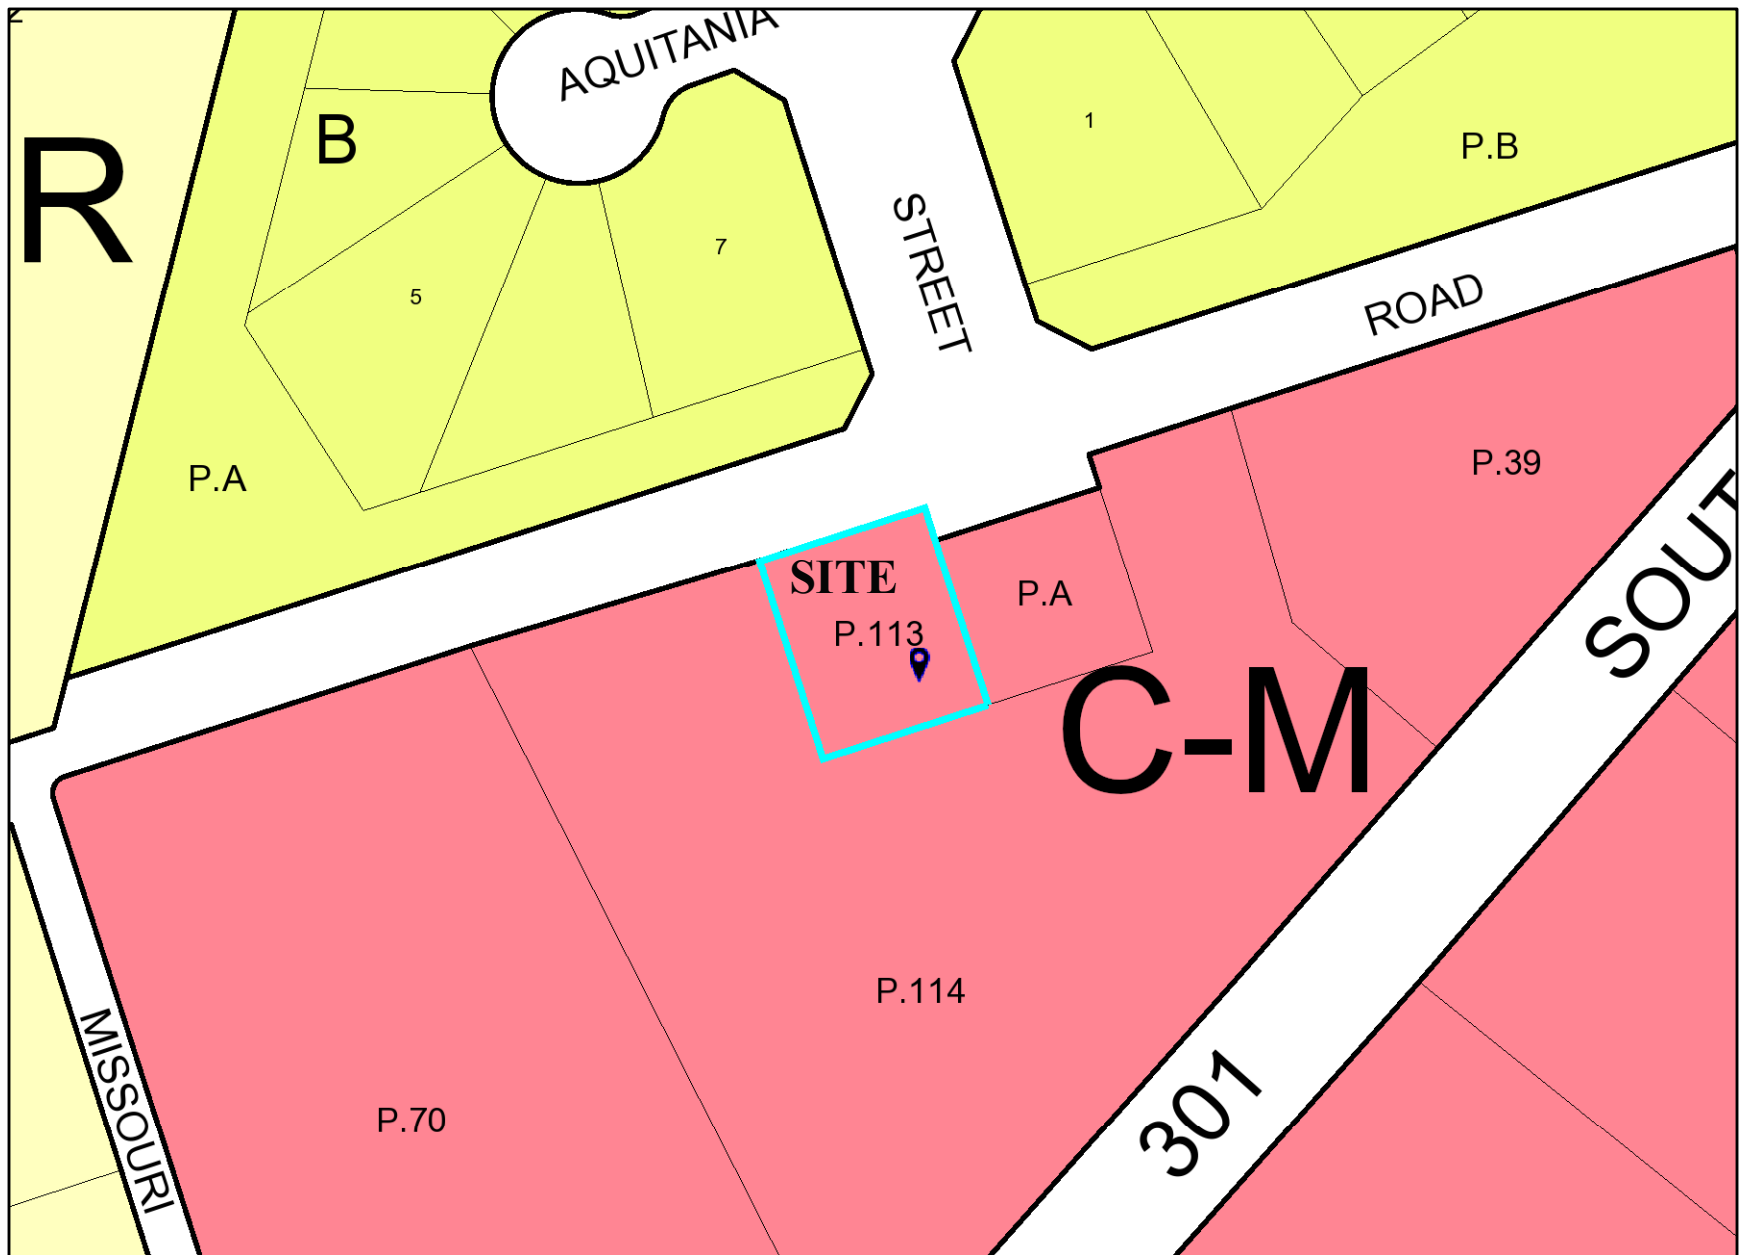 AQUITANIA
B
R
1
P.B
STREET
7
5
ROAD
P.A
P.39
SITE
P.113
P.A
C-M
SOUT
P.114
301
MISSOURI
P.70